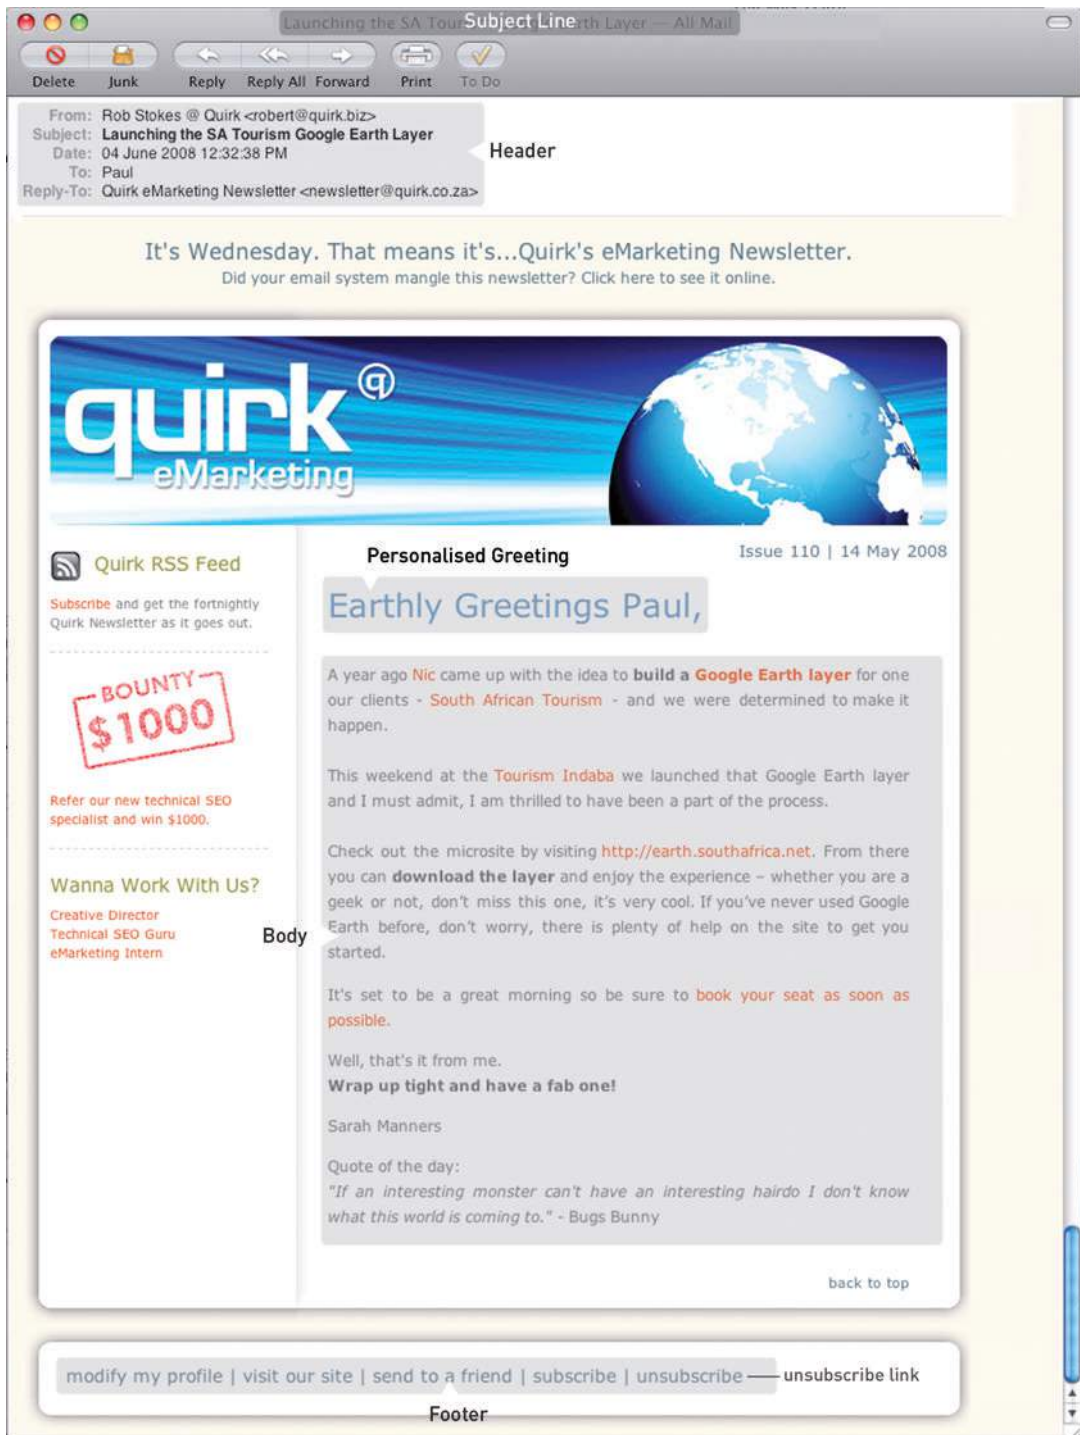 Launching the SA Tour Subject Line rth Layer — All Mail
Delete Junk Reply Reply All Forward Print To Do
From: Rob Stokes @ Quirk <robert@quirk.biz>
Subject: Launching the SA Tourism Google Earth Layer
Date: 04 June 2008 12:32:38 PM
To: Paul
Reply-To: Quirk eMarketing Newsletter <newsletter@quirk.co.za>
Header
It's Wednesday. That means it's...Quirk's eMarketing Newsletter.
Did your email system mangle this newsletter? Click here to see it online.
quirk@
eMarketing
Quirk RSS Feed
Subscribe and get the fortnightly
Quirk Newsletter as it goes out.
BOUNTY
$1000
Refer our new technical SEO
specialist and win $1000.
Wanna Work With Us?
Creative Director
Technical SEO Guru
eMarketing Intern
Issue 110 | 14 May 2008
Personalised Greeting
Earthly Greetings Paul,
Body
A year ago Nic came up with the idea to build a Google Earth layer for one
our clients - South African Tourism - and we were determined to make it
happen.
This weekend at the Tourism Indaba we launched that Google Earth layer
and I must admit, I am thrilled to have been a part of the process.
Check out the microsite by visiting http://earth.southafrica.net. From there
you can download the layer and enjoy the experience – whether you are a
geek or not, don't miss this one, it's very cool. If you've never used Google
Earth before, don't worry, there is plenty of help on the site to get you
started.
It's set to be a great morning so be sure to book your seat as soon as
possible.
Well, that's it from me.
Wrap up tight and have a fab one!
Sarah Manners
Quote of the day:
"If an interesting monster can't have an interesting hairdo I don't know
what this world is coming to." - Bugs Bunny
back to top
modify my profile | visit our site | send to a friend | subscribe | unsubscribe
unsubscribe link
Footer